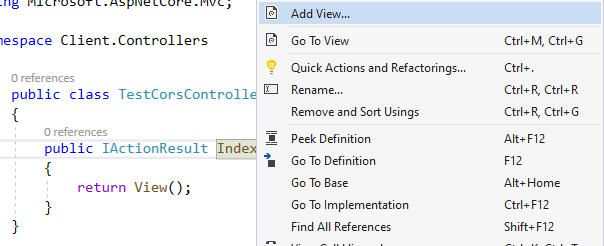 ng Microsoft.AspNetCore.Mvc;
mespace Client.Controllers
0 references
public class TestCorsControlle
{
0 references
public IActionResult Index
{
return View();
}
}
Add View...
Go To View Ctrl+M, Ctrl+G
Quick Actions and Refactorings... Ctrl+.
Rename... Ctrl+R, Ctrl+R
Remove and Sort Usings Ctrl+R, Ctrl+G
Peek Definition Alt+F12
Go To Definition F12
Go To Base Alt+Home
Go To Implementation Ctrl+F12
Find All References Shift+F12